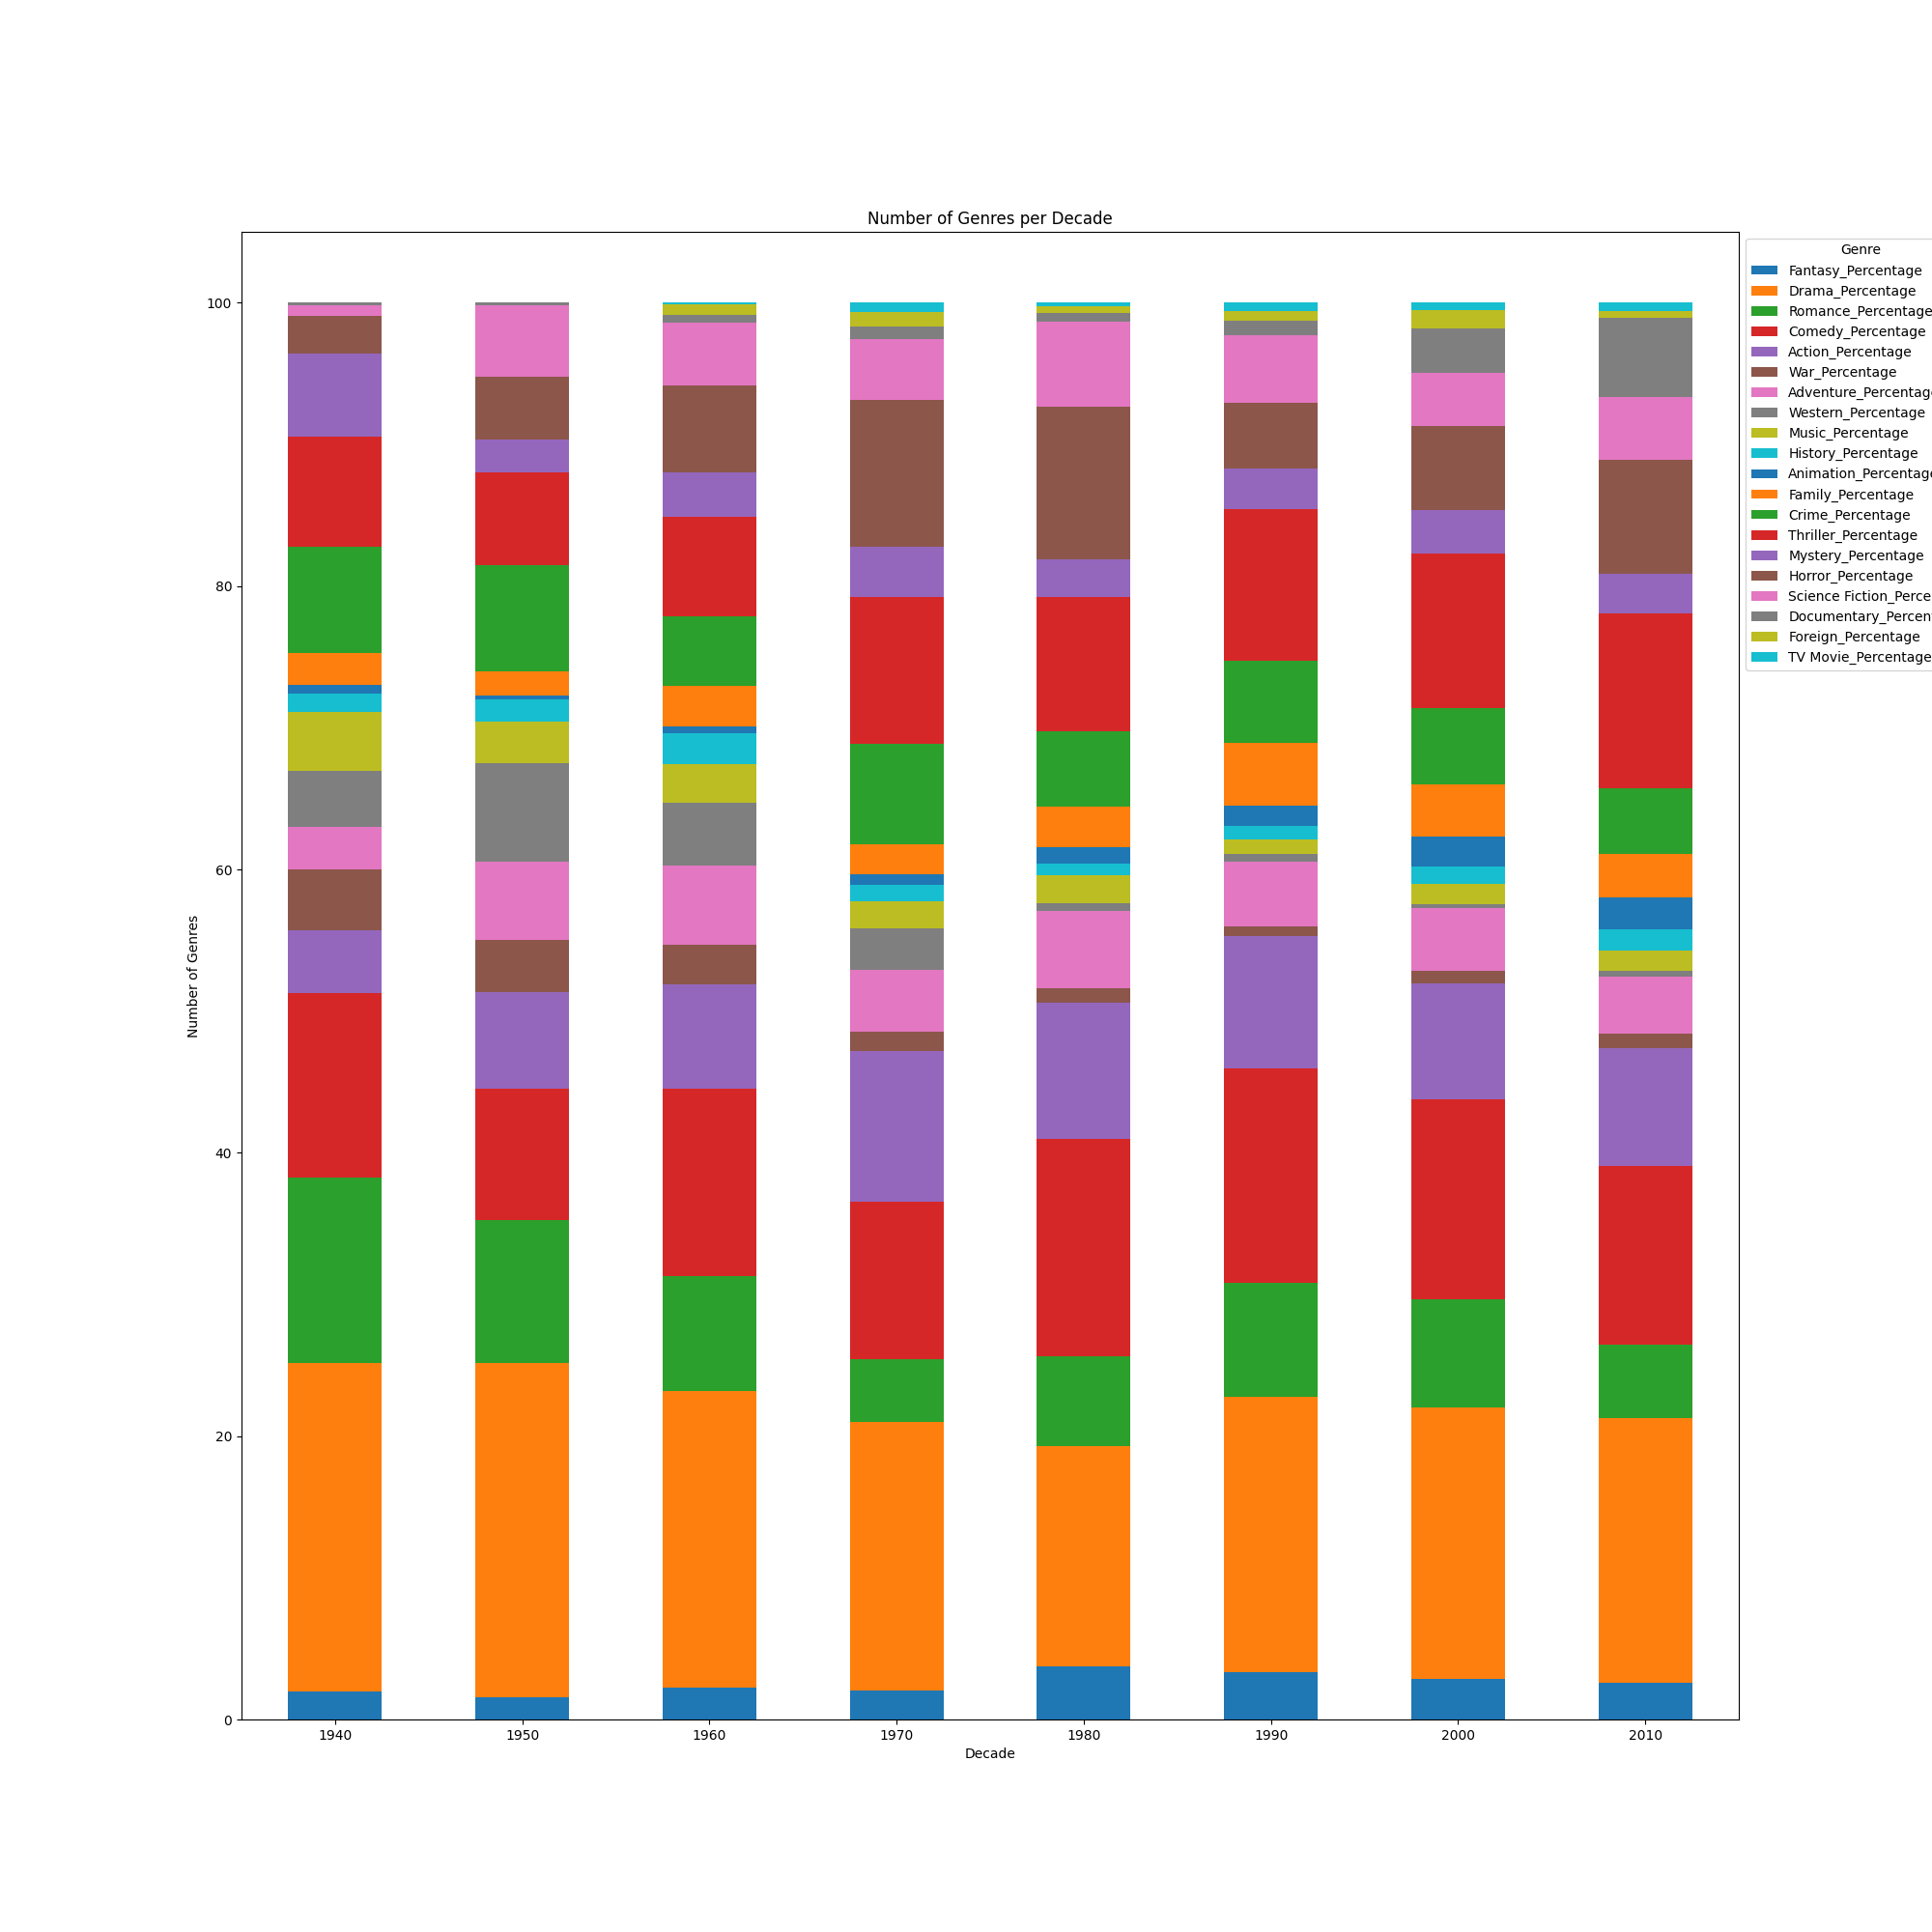 Number of Genres per Decade
Number of Genres
100
80
60
40
20
0
1940 1950 1960 1970 1980 1990 2000 2010
Decade
Genre
Fantasy_Percentage
Drama_Percentage
Romance_Percentage
Comedy_Percentage
Action_Percentage
War_Percentage
Adventure_Percentag
Western_Percentage
Music_Percentage
History_Percentage
Animation_Percentag
Family_Percentage
Crime_Percentage
Thriller_Percentage
Mystery_Percentage
Horror_Percentage
Science Fiction_Perce
Documentary_Percen
Foreign_Percentage
TV Movie_Percentage